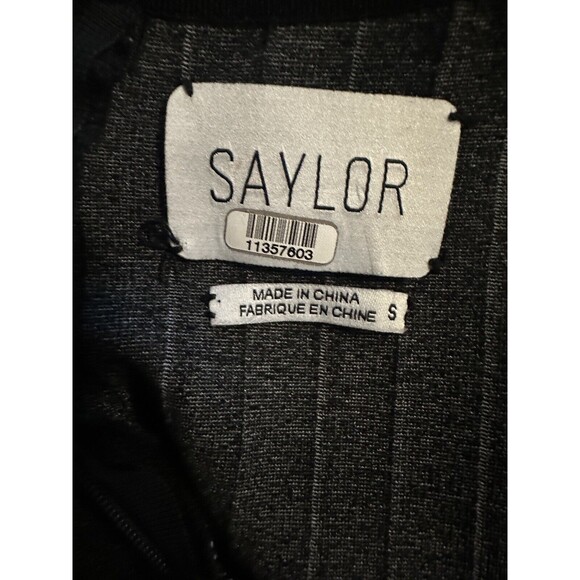 SAYLOR
11357603
MADE IN CHINA
FABRIQUE EN CHINE S